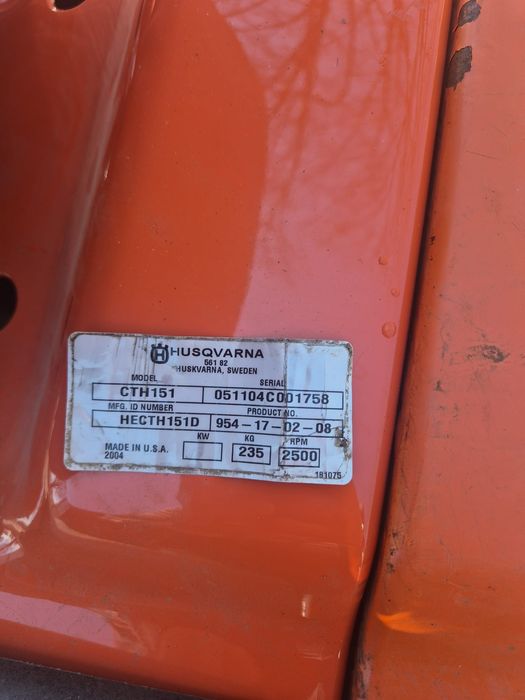 HUSQVARNA
561 82
HUSKVARNA, SWEDEN
MODEL SERIAL
CTH151 051104C001758
MFG. ID NUMBER PRODUCT NO.
HECTH151D 954-17-02-08
KW KG RPM
MADE IN U.S.A. 235 2500
2004
181075